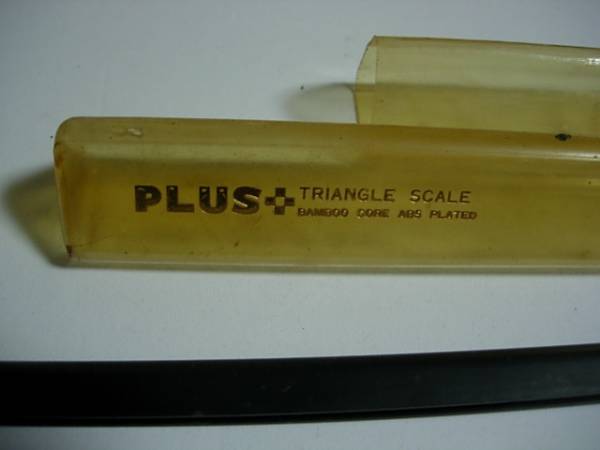 PLUS
TRIANGLE SCALE
BAMBOO CORE ABS PLATED